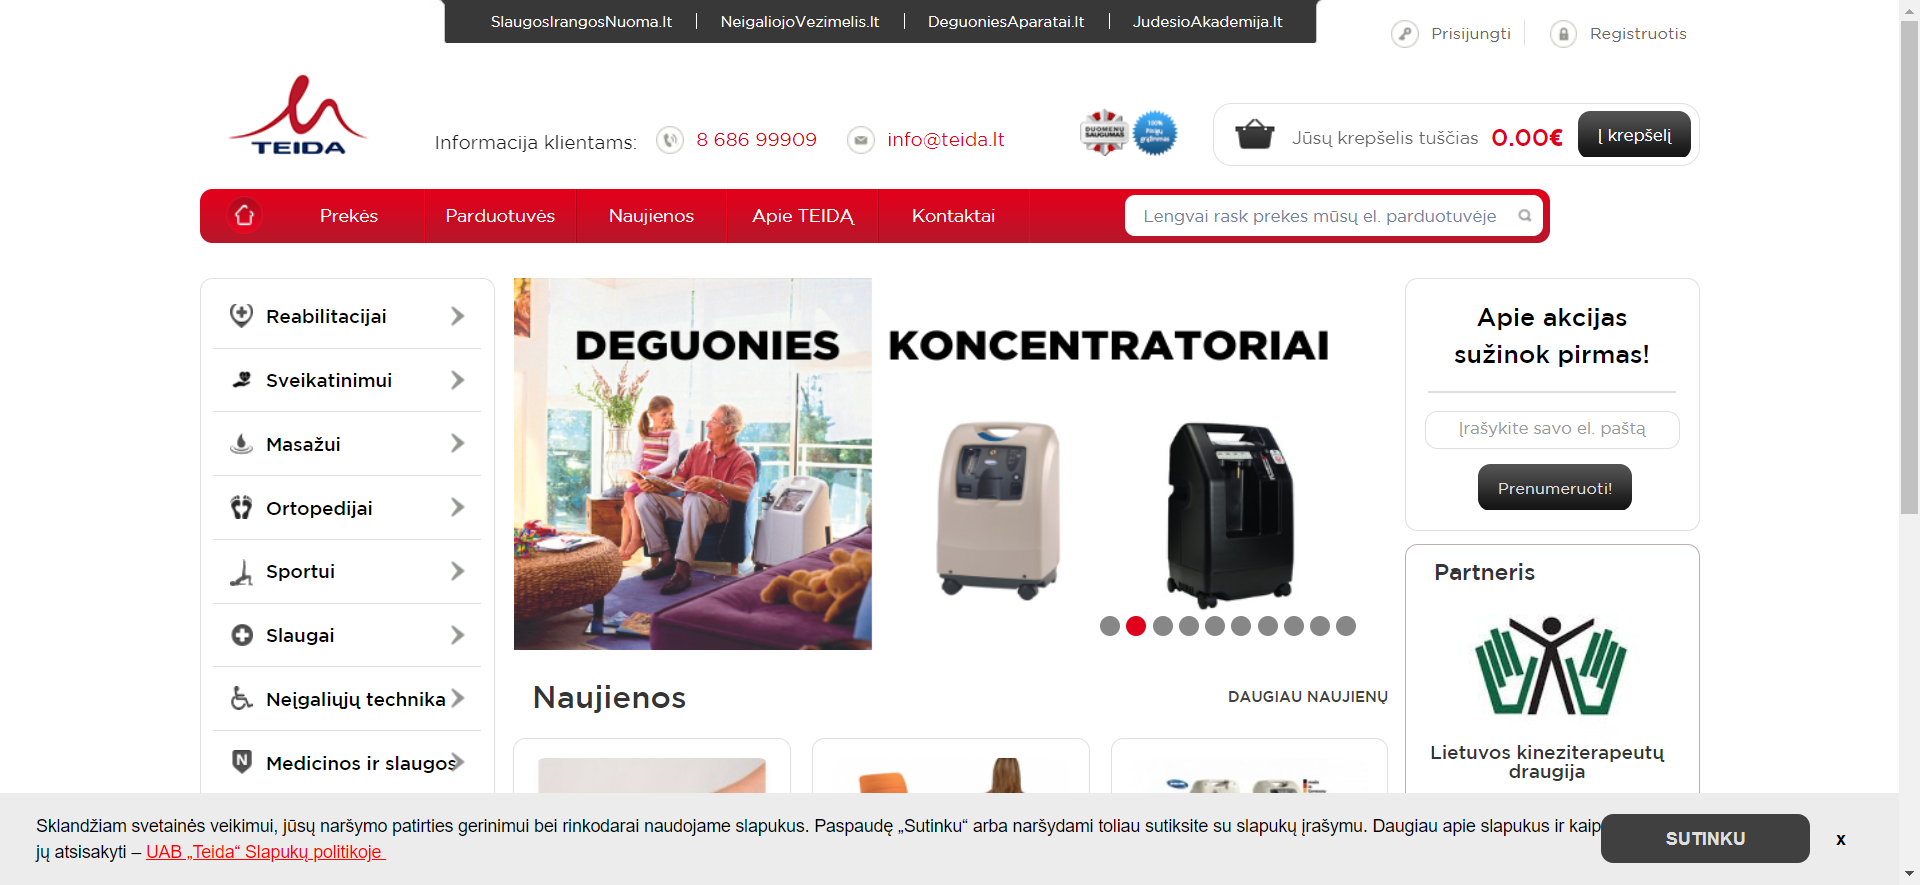 SlaugosIrangosNuoma.lt
NeigaliojoVezimelis.lt
DeguoniesAparatai.lt
JudesioAkademija.lt
Prisijungti
Registruotis
TEIDA
Informacija klientams:
8 686 99909
info@teida.lt
DUOMENŲ
SAUGUMAS
100%
Pinigų
grąžinimas
Jūsų krepšelis tuščias
0.00€
Į krepšelį
Prekės
Parduotuvės
Naujienos
Apie TEIDĄ
Kontaktai
Lengvai rask prekes mūsų el. parduotuvėje
Reabilitacijai
Sveikatinimui
Masažui
Ortopedijai
Sportui
Slaugai
Neįgaliųjų technika
Medicinos ir slaugos
DEGUONIES KONCENTRATORIAI
Apie akcijas
sužinok pirmas!
Įrašykite savo el. paštą
Prenumeruoti!
Partneris
Lietuvos kineziterapeutų
draugija
Naujienos
DAUGIAU NAUJIENŲ
Sklandžiam svetainės veikimui, jūsų naršymo patirties gerinimui bei rinkodarai naudojame slapukus. Paspaudę „Sutinku“ arba naršydami toliau sutiksite su slapukų įrašymu. Daugiau apie slapukus ir kaip
jų atsisakyti – UAB „Teida“ Slapukų politikoje
SUTINKU
x